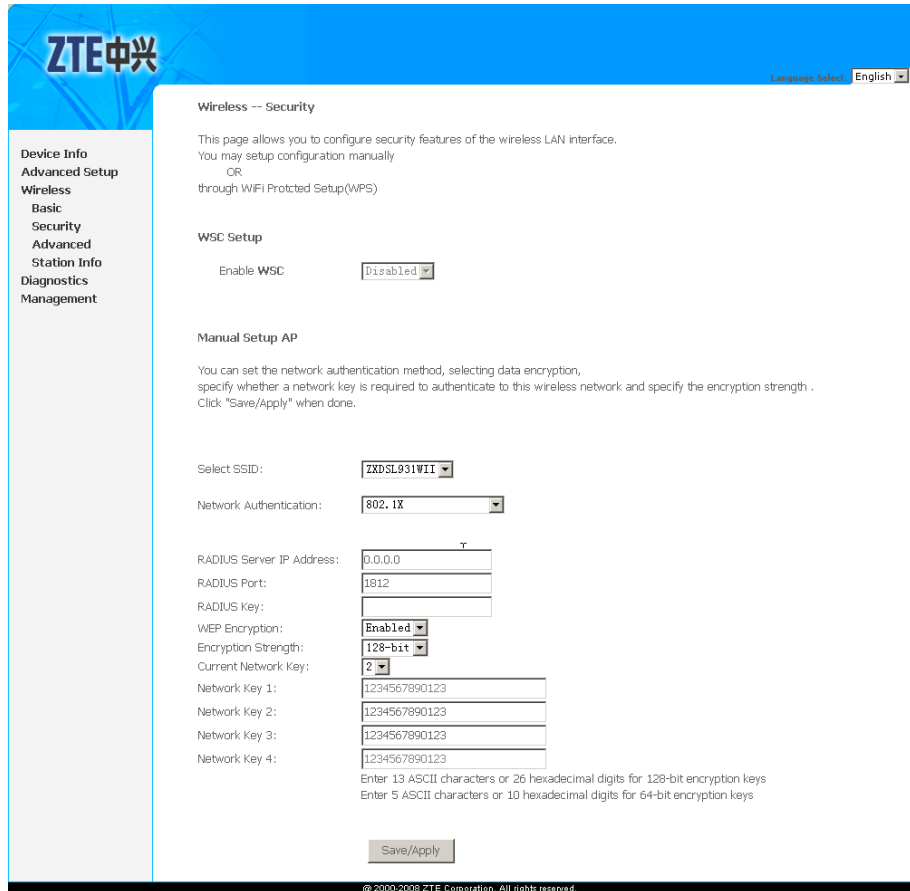 ZTE中兴
Language Select: English
Device Info
Advanced Setup
Wireless
Basic
Security
Advanced
Station Info
Diagnostics
Management
Wireless -- Security
This page allows you to configure security features of the wireless LAN interface.
You may setup configuration manually
OR
through WiFi Protcted Setup(WPS)
WSC Setup
Enable WSC Disabled
Manual Setup AP
You can set the network authentication method, selecting data encryption,
specify whether a network key is required to authenticate to this wireless network and specify the encryption strength .
Click "Save/Apply" when done.
Select SSID: ZXDSL931WII
Network Authentication: 802.1X
RADIUS Server IP Address: 0.0.0.0
RADIUS Port: 1812
RADIUS Key:
WEP Encryption: Enabled
Encryption Strength: 128-bit
Current Network Key: 2
Network Key 1: 1234567890123
Network Key 2: 1234567890123
Network Key 3: 1234567890123
Network Key 4: 1234567890123
Enter 13 ASCII characters or 26 hexadecimal digits for 128-bit encryption keys
Enter 5 ASCII characters or 10 hexadecimal digits for 64-bit encryption keys
Save/Apply
@ 2000-2008 ZTE Corporation. All rights reserved.